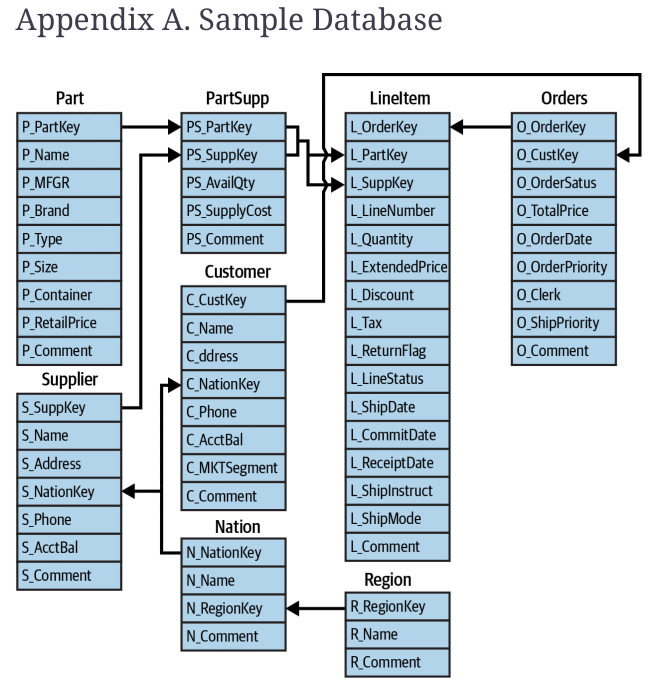 Appendix A. Sample Database
Part
P_PartKey
P_Name
P_MFGR
P_Brand
P_Type
P_Size
P_Container
P_RetailPrice
P_Comment
Supplier
S_SuppKey
S_Name
S_Address
S_NationKey
S_Phone
S_AcctBal
S_Comment
PartSupp
PS_PartKey
PS_SuppKey
PS_AvailQty
PS_SupplyCost
PS_Comment
Customer
C_CustKey
C_Name
C_ddress
C_NationKey
C_Phone
C_AcctBal
C_MKTSegment
C_Comment
Nation
N_NationKey
N_Name
N_RegionKey
N_Comment
LineItem
L_OrderKey
L_PartKey
L_SuppKey
L_LineNumber
L_Quantity
L_ExtendedPrice
L_Discount
L_Tax
L_ReturnFlag
L_LineStatus
L_ShipDate
L_CommitDate
L_ReceiptDate
L_ShipInstruct
L_ShipMode
L_Comment
Region
R_RegionKey
R_Name
R_Comment
Orders
O_OrderKey
O_CustKey
O_OrderSatus
O_TotalPrice
O_OrderDate
O_OrderPriority
O_Clerk
O_ShipPriority
O_Comment